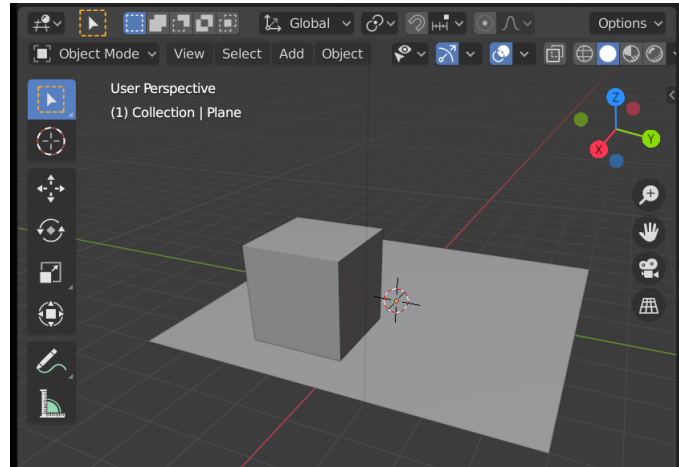 Global
Options
Object Mode
View
Select
Add
Object
User Perspective
(1) Collection | Plane
Z
Y
X